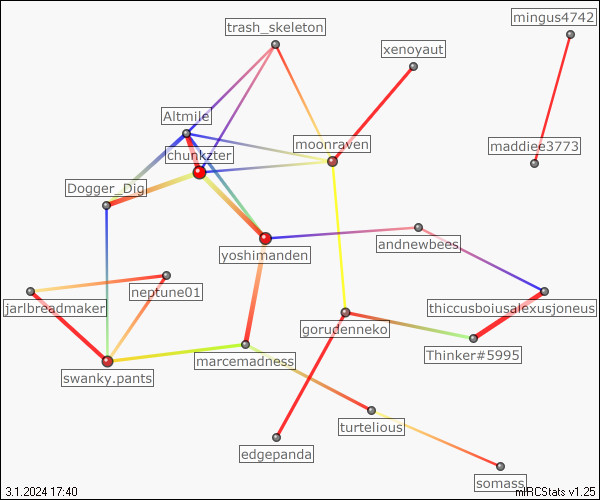 mingus4742
trash_skeleton
xenoyaut
Altmile
moonraven
maddiee3773
chunkzter
Dogger_Dig
andnewbees
yoshimanden
neptune01
jarlbreadmaker
thiccusboiusalexusjoneus
gorudenneko
Thinker#5995
marcemadness
swanky.pants
turtelious
edgepanda
somass
3.1.2024 17:40
mIRCStats v1.25